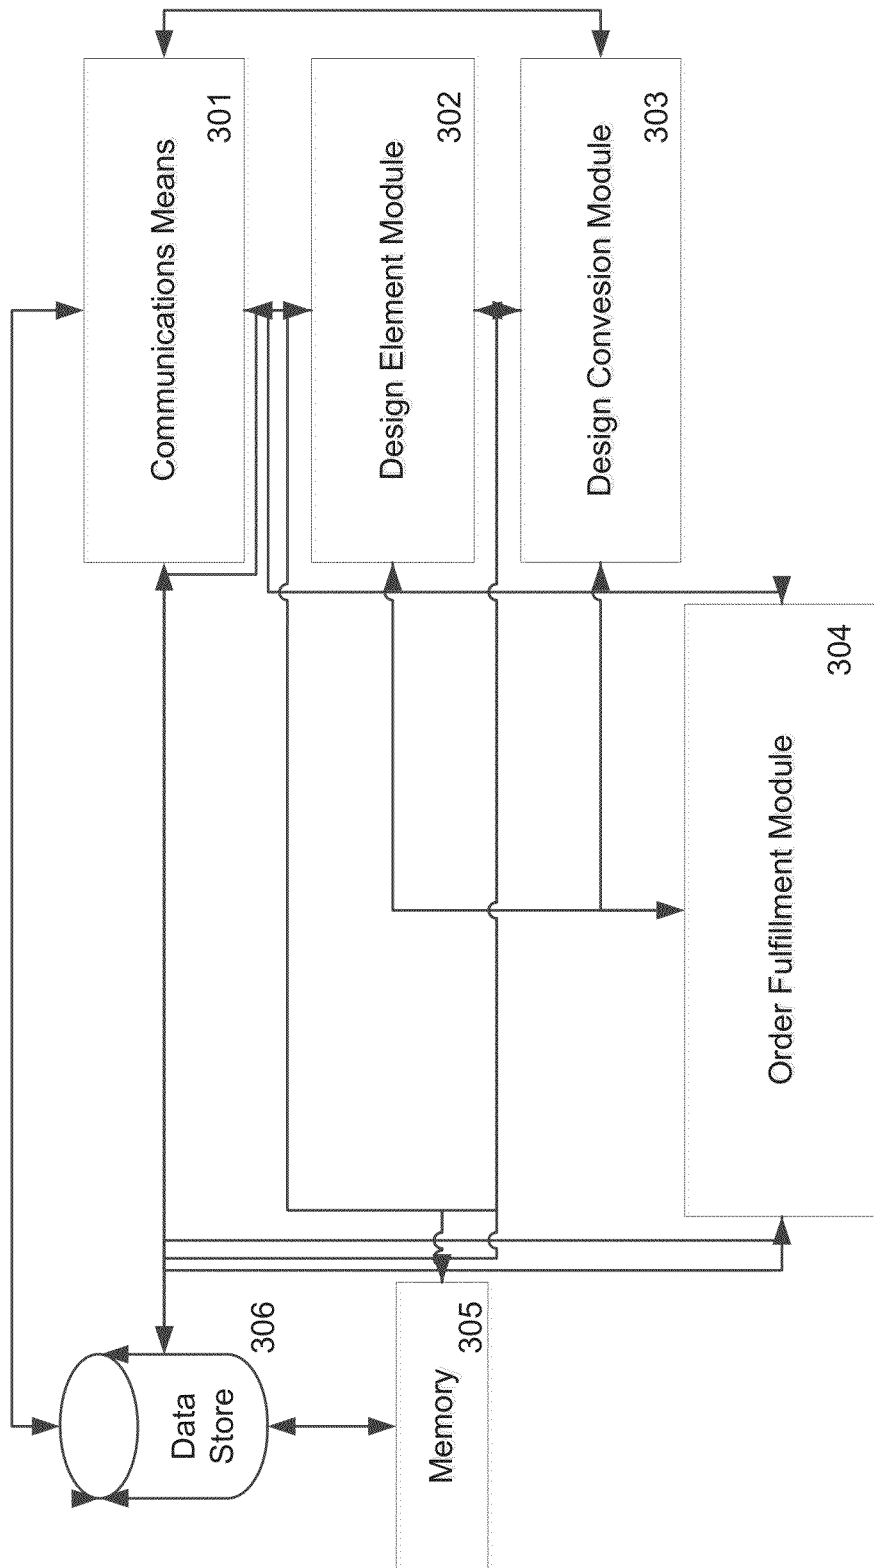 Communications Means
301
Design Element Module
302
Design Convesion Module
303
Order Fulfillment Module
304
Memory
305
Data
Store
306